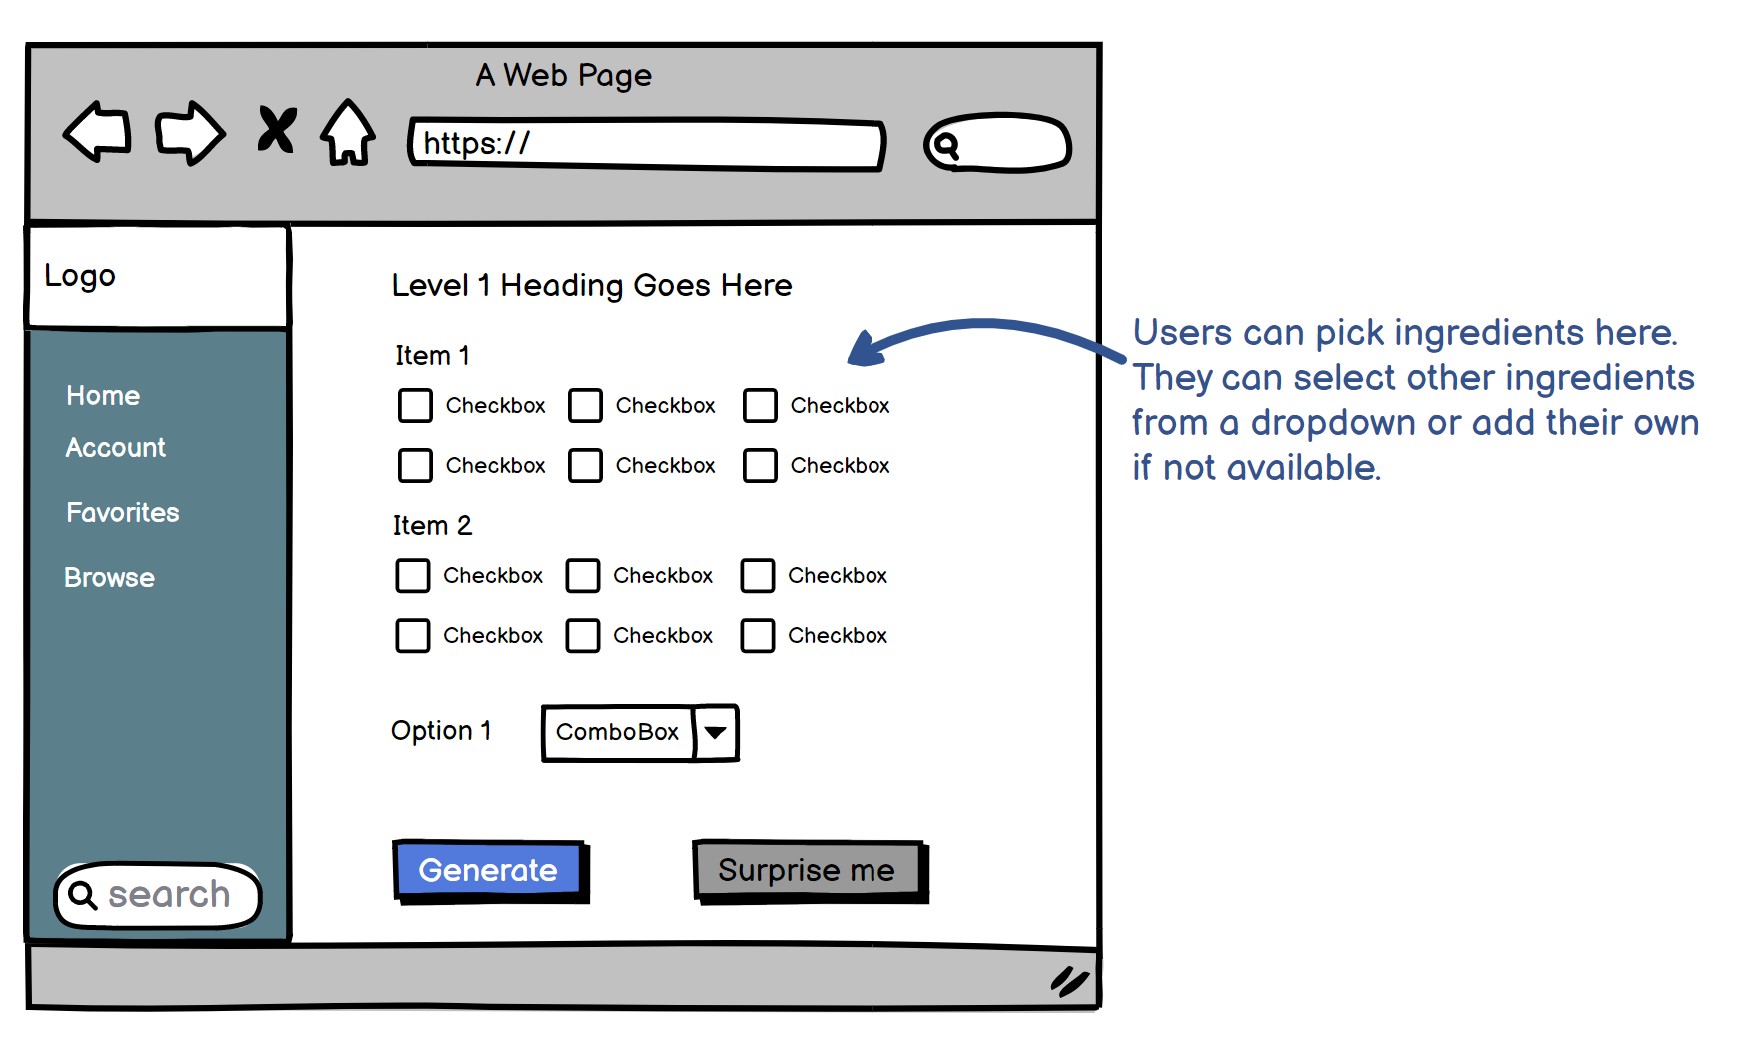 A Web Page
https://
Logo
Home
Account
Favorites
Browse
search
Level 1 Heading Goes Here
Item 1
Checkbox Checkbox Checkbox
Checkbox Checkbox Checkbox
Item 2
Checkbox Checkbox Checkbox
Checkbox Checkbox Checkbox
Option 1 ComboBox
Generate Surprise me
Users can pick ingredients here.
They can select other ingredients
from a dropdown or add their own
if not available.